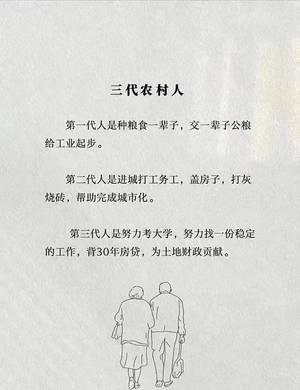 三代农村人
第一代人是种粮食一辈子，交一辈子公粮
给工业起步。
第二代人是进城打工务工，盖房子，打灰
烧砖，帮助完成城市化。
第三代人是努力考大学，努力找一份稳定
的工作，背30年房贷，为土地财政贡献。